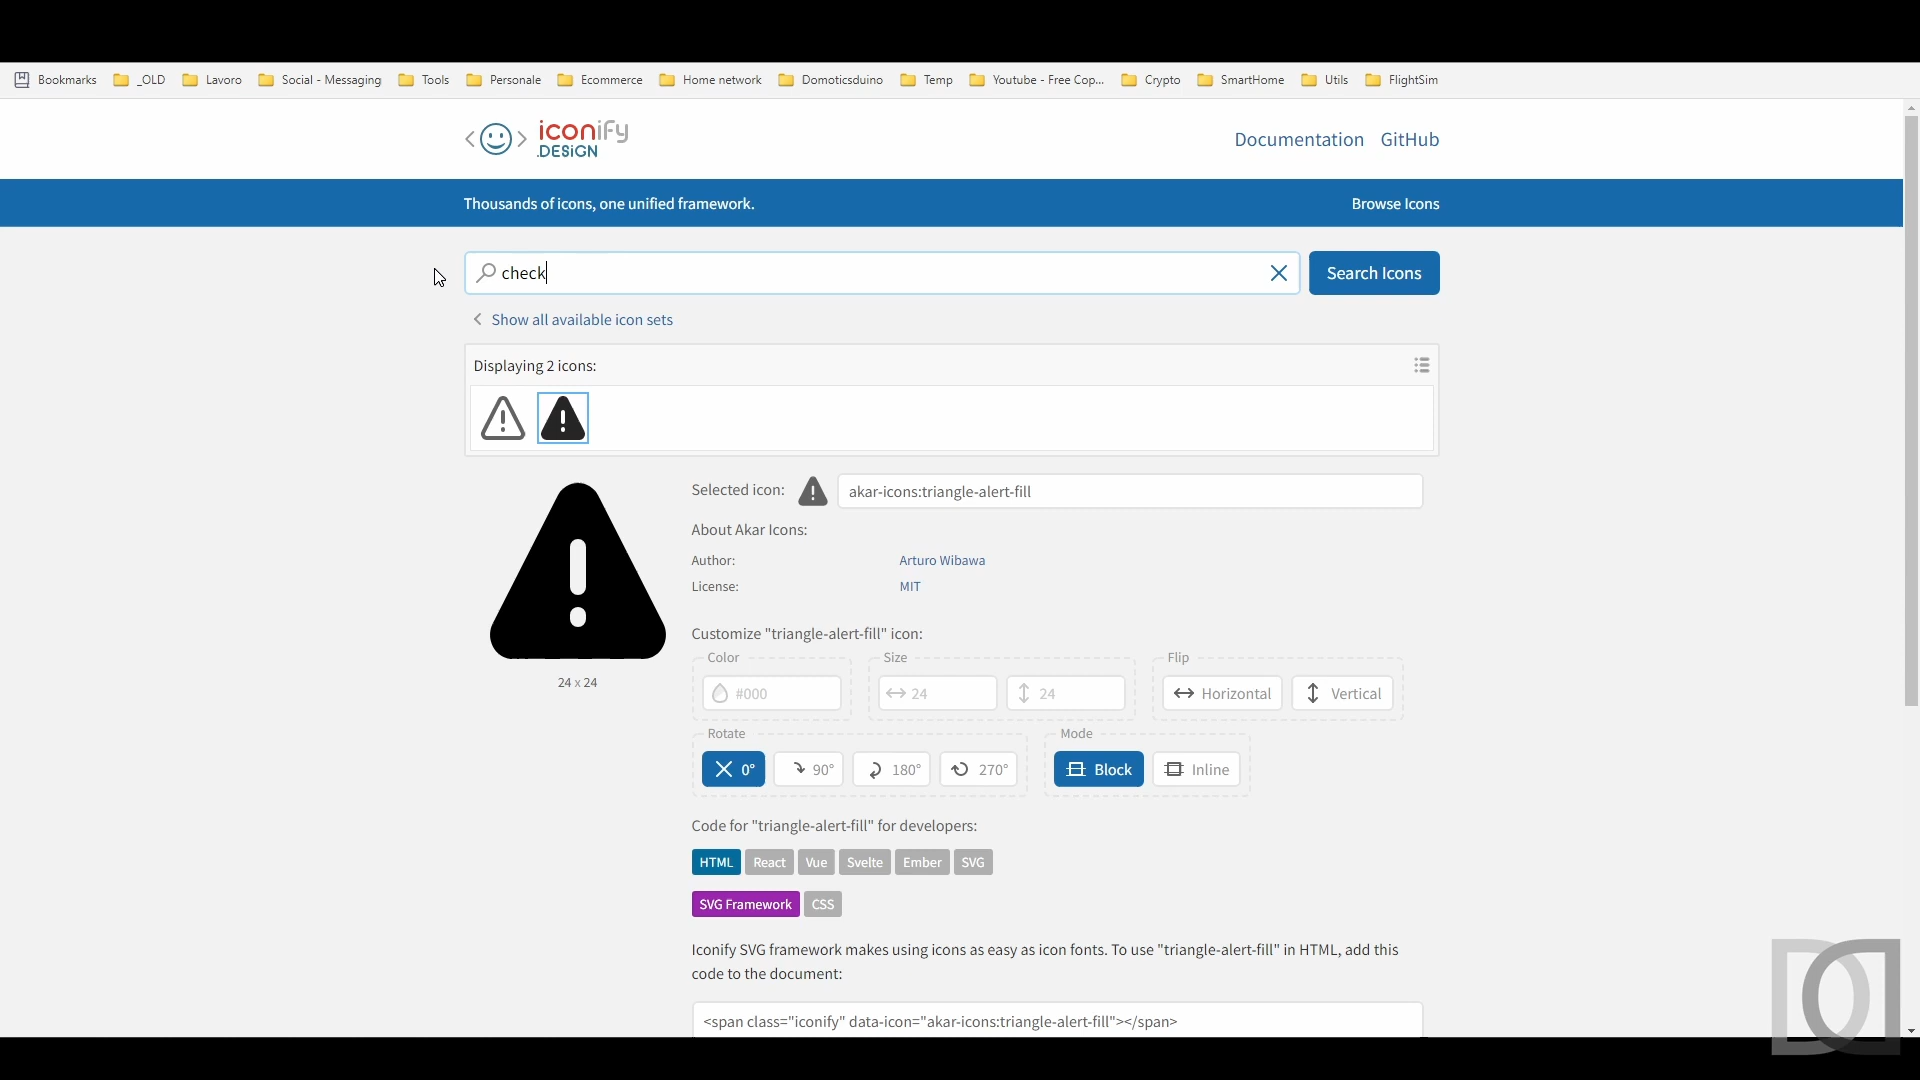 Bookmarks _OLD Lavoro Social - Messaging Tools Personale Ecommerce Home network Domoticsduino Temp Youtube - Free Cop... Crypto SmartHome Utils FlightSim
iconify
.DESiGN
Documentation GitHub
Thousands of icons, one unified framework. Browse Icons
check Search Icons
Show all available icon sets
Displaying 2 icons:
Selected icon: akar-icons:triangle-alert-fill
About Akar Icons:
Author: Arturo Wibawa
License: MIT
24 x 24
Customize "triangle-alert-fill" icon:
Color Size Flip
#000 24 24 Horizontal Vertical
Rotate Mode
0° 90° 180° 270° Block Inline
Code for "triangle-alert-fill" for developers:
HTML React Vue Svelte Ember SVG
SVG Framework CSS
Iconify SVG framework makes using icons as easy as icon fonts. To use "triangle-alert-fill" in HTML, add this
code to the document:
<span class="iconify" data-icon="akar-icons:triangle-alert-fill"></span>